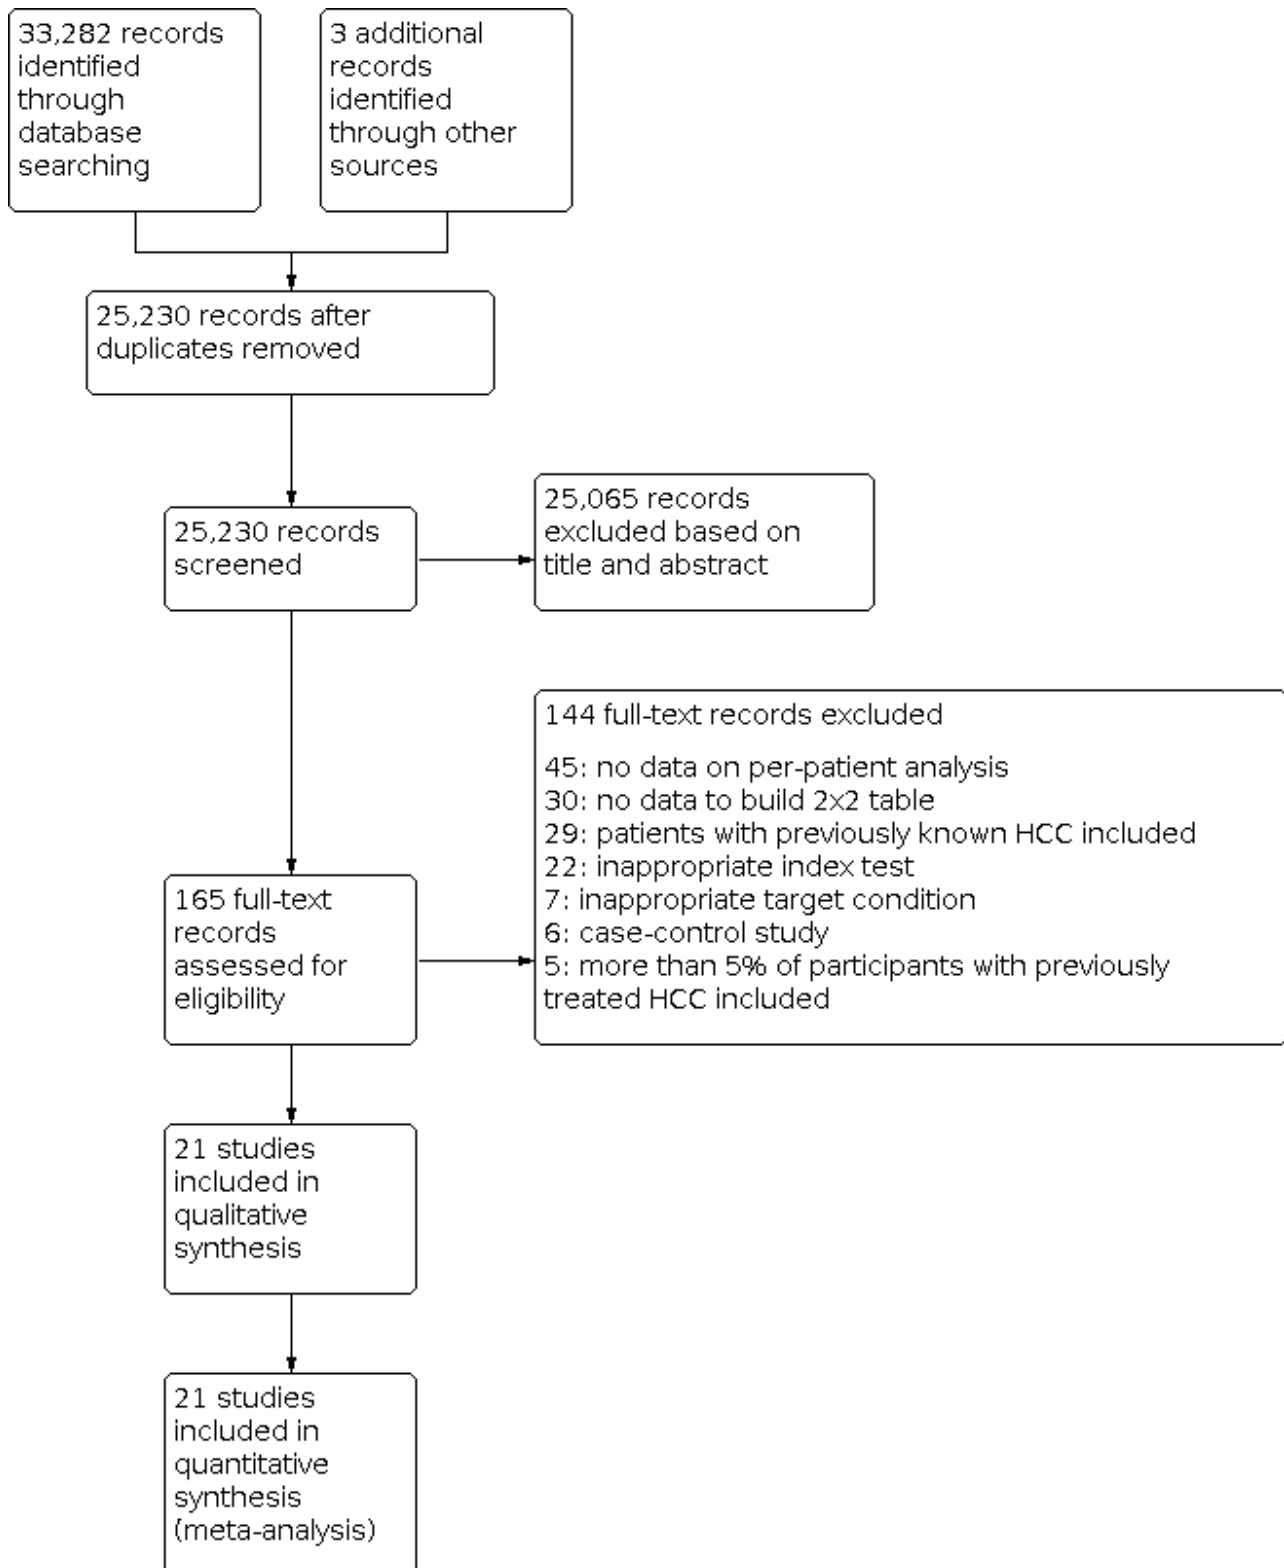 33,282 records
identified
through
database
searching
3 additional
records
identified
through other
sources
25,230 records after
duplicates removed
25,230 records
screened
25,065 records
excluded based on
title and abstract
165 full-text
records
assessed for
eligibility
144 full-text records excluded
45: no data on per-patient analysis
30: no data to build 2x2 table
29: patients with previously known HCC included
22: inappropriate index test
7: inappropriate target condition
6: case-control study
5: more than 5% of participants with previously
treated HCC included
21 studies
included in
qualitative
synthesis
21 studies
included in
quantitative
synthesis
(meta-analysis)